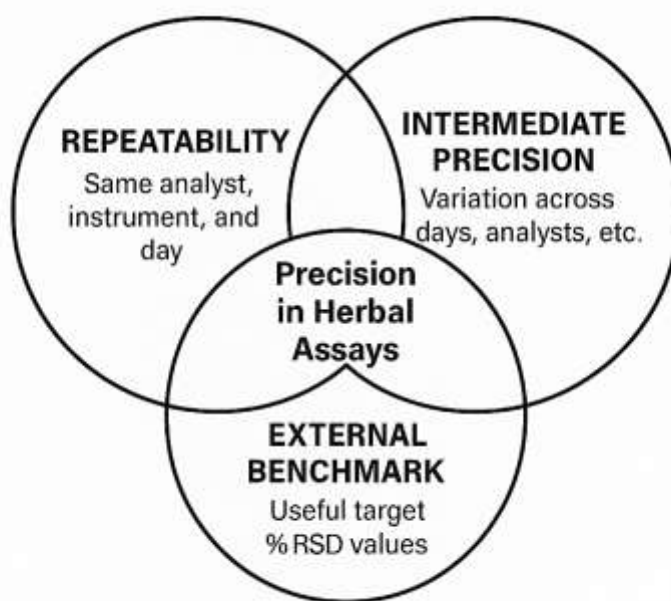 REPEATABILITY
Same analyst,
instrument, and
day
INTERMEDIATE
PRECISION
Variation across
days, analysts, etc.
Precision
in Herbal
Assays
EXTERNAL
BENCHMARK
Useful target
% RSD values